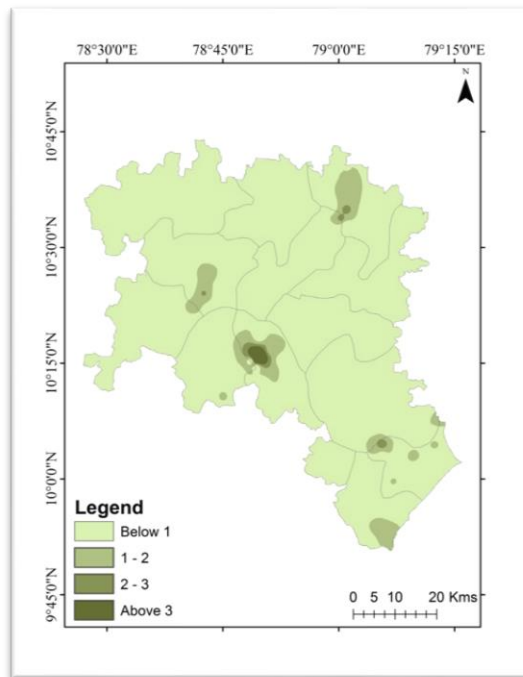 78°30'0"E 78°45'0"E 79°0'0"E 79°15'0"E
N
10°45'0"N
10°30'0"N
10°15'0"N
10°0'0"N
9°45'0"N
Legend
Below 1
1 - 2
2 - 3
Above 3
0 5 10 20 Kms